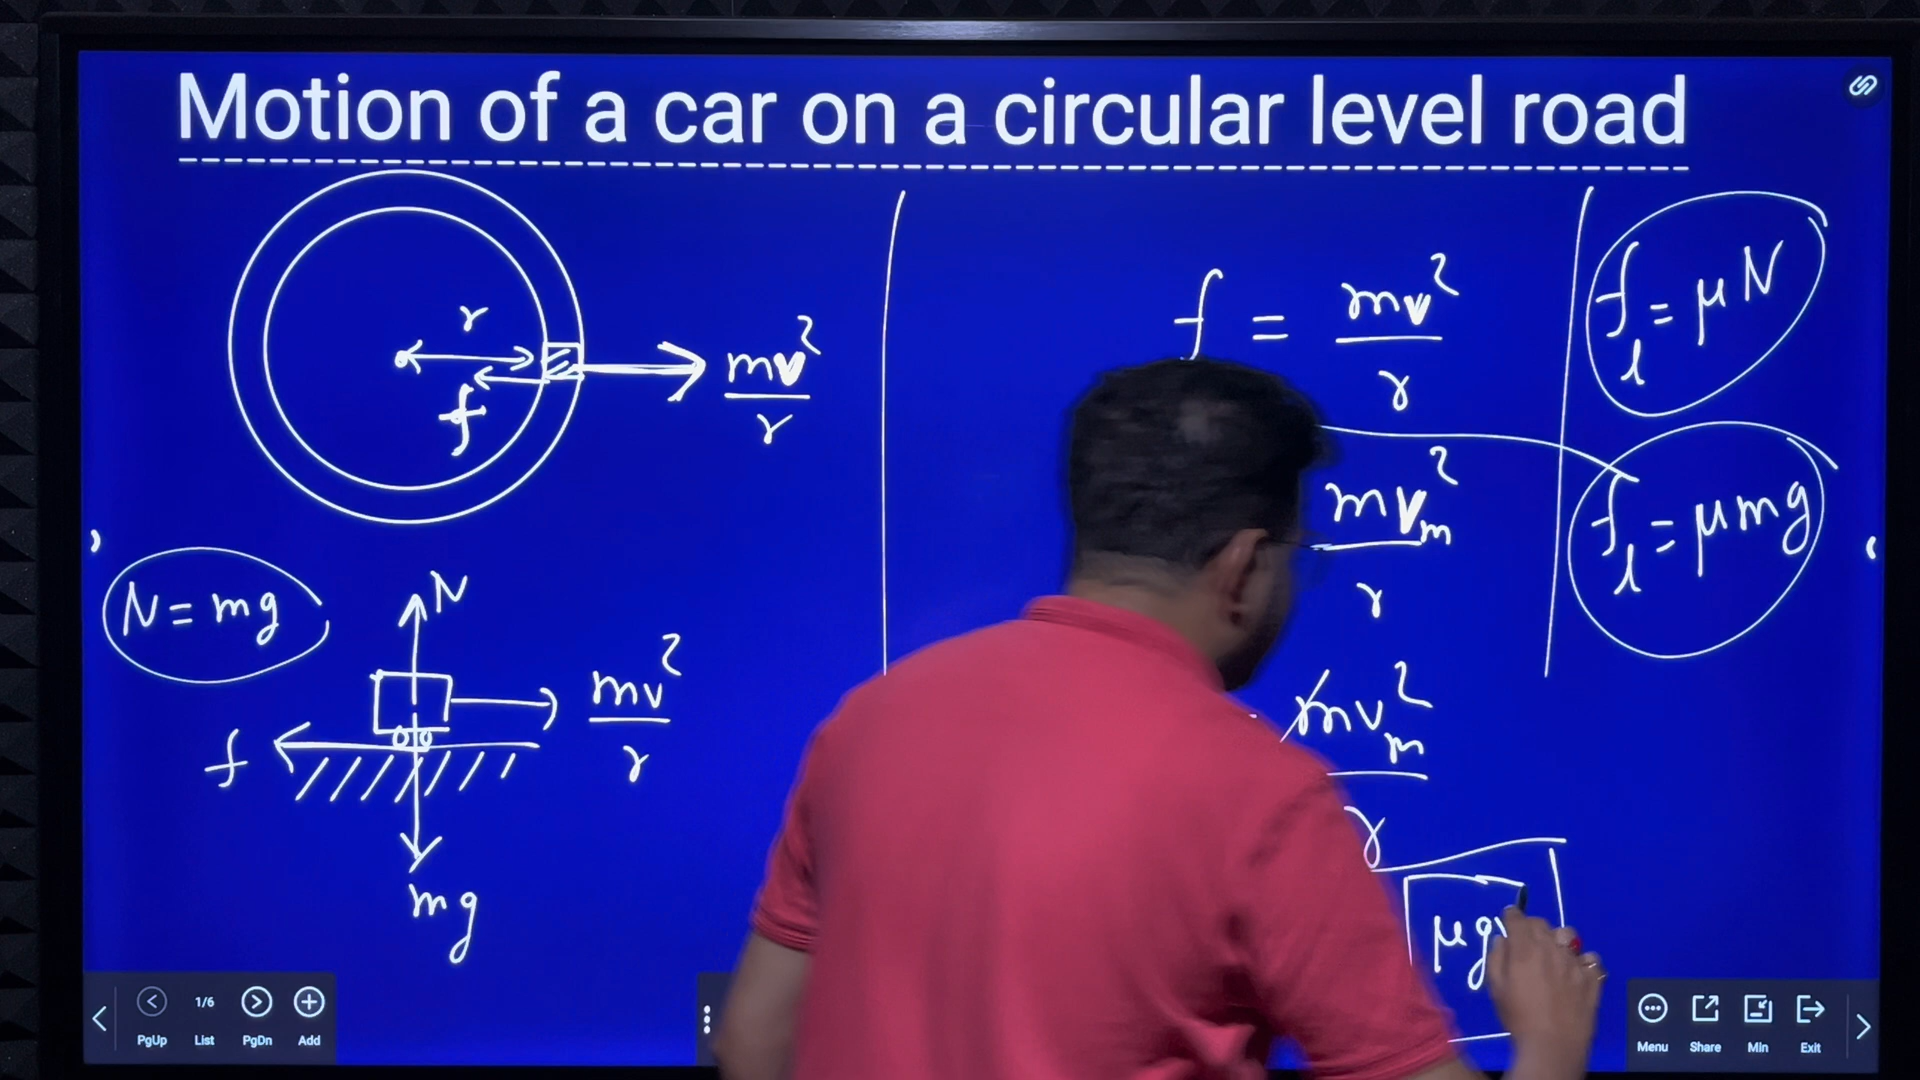 Motion of a car on a circular level road
r
f
mv²
r
N = mg
N
mv²
r
f
mg
f = mv²
r
mv²m
r
mv²m
r
μg
f_l = μN
f_l = μmg
1/6
PgUp List PgDn Add
Menu Share Min Exit